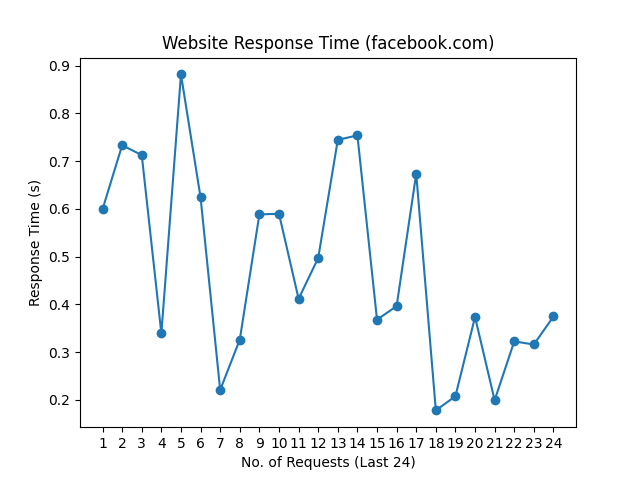 Website Response Time (facebook.com)
Response Time (s)
0.9
0.8
0.7
0.6
0.5
0.4
0.3
0.2
1 2 3 4 5 6 7 8 9 10 11 12 13 14 15 16 17 18 19 20 21 22 23 24
No. of Requests (Last 24)